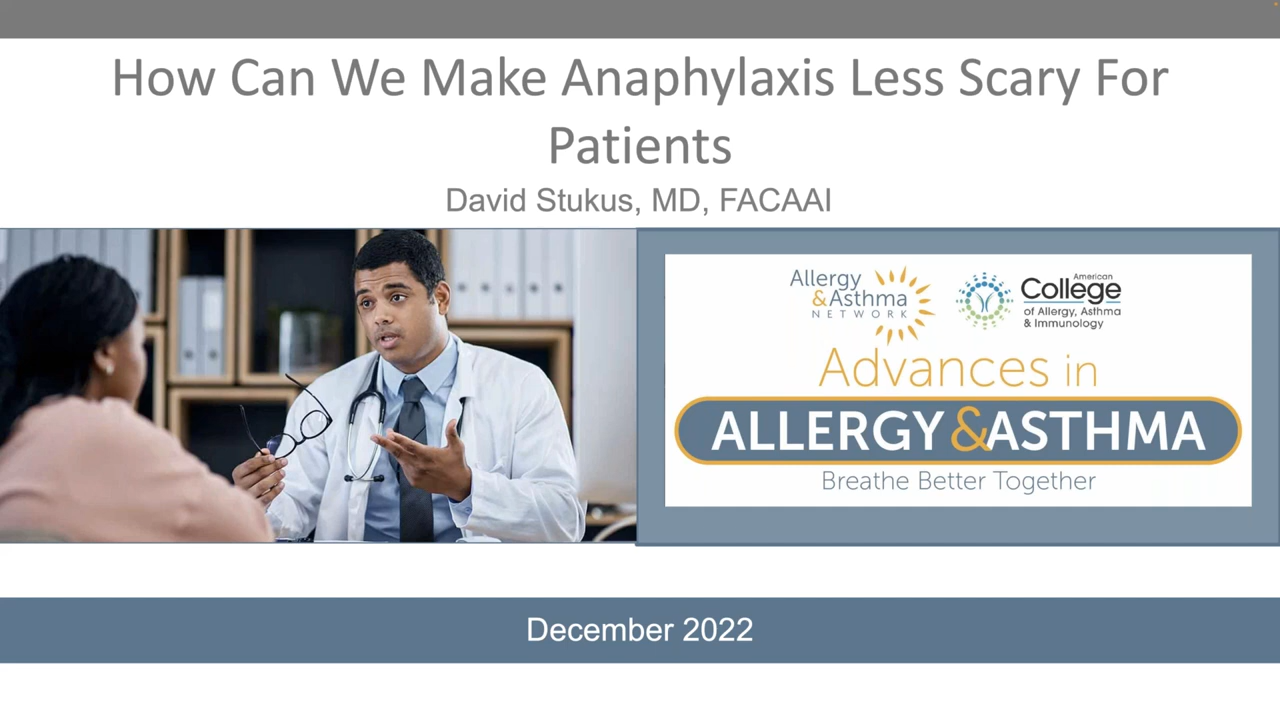 How Can We Make Anaphylaxis Less Scary For
Patients
David Stukus, MD, FACAAI
Allergy
&Asthma
NETWORK
American
College
of Allergy, Asthma
& Immunology
Advances in
ALLERGY&ASTHMA
Breathe Better Together
December 2022